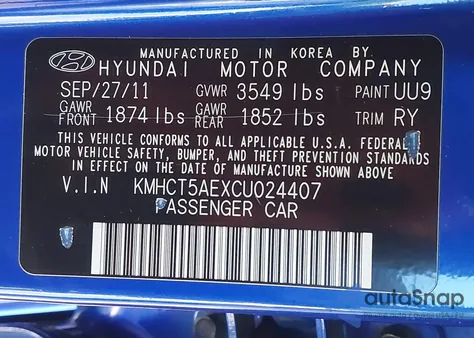 MANUFACTURED IN KOREA BY
HYUNDAI MOTOR COMPANY
SEP/27/11 GVWR 3549 lbs PAINT UU9
GAWR FRONT 1874 lbs GAWR REAR 1852 lbs TRIM RY
THIS VEHICLE CONFORMS TO ALL APPLICABLE U.S.A. FEDERAL
MOTOR VEHICLE SAFETY, BUMPER, AND THEFT PREVENTION STANDARDS
IN EFFECT ON THE DATE OF MANUFACTURE SHOWN ABOVE
V.I.N KMHCT5AEXCU024407
PASSENGER CAR
autoSnap